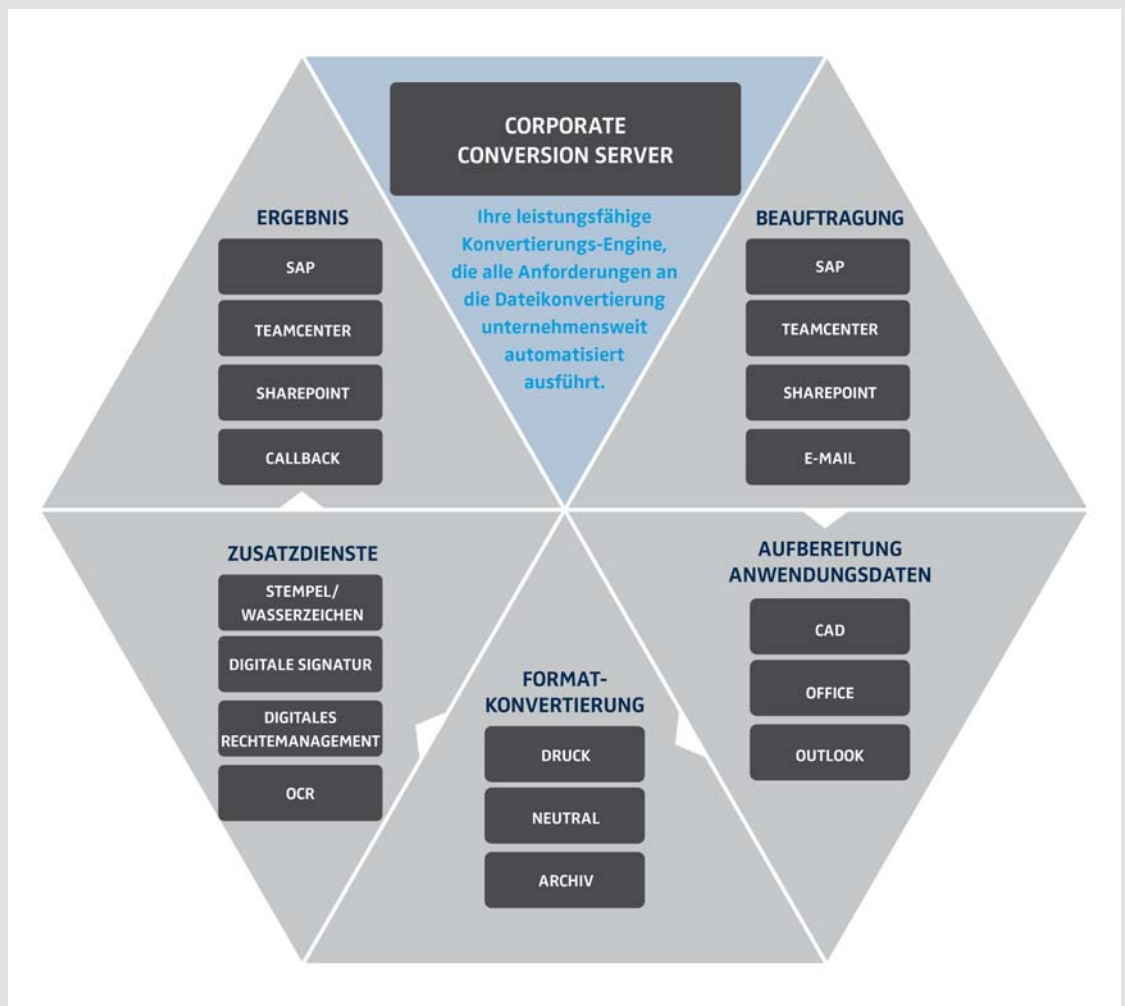 CORPORATE
CONVERSION SERVER
Ihre leistungsfähige
Konvertierungs-Engine,
die alle Anforderungen an
die Dateikonvertierung
unternehmensweit
automatisiert
ausführt.
BEAUFTRAGUNG
SAP
TEAMCENTER
SHAREPOINT
E-MAIL
AUFBEREITUNG
ANWENDUNGSDATEN
CAD
OFFICE
OUTLOOK
FORMAT-
KONVERTIERUNG
DRUCK
NEUTRAL
ARCHIV
ZUSATZDIENSTE
STEMPEL/
WASSERZEICHEN
DIGITALE SIGNATUR
DIGITALES
RECHTEMANAGEMENT
OCR
ERGEBNIS
SAP
TEAMCENTER
SHAREPOINT
CALLBACK